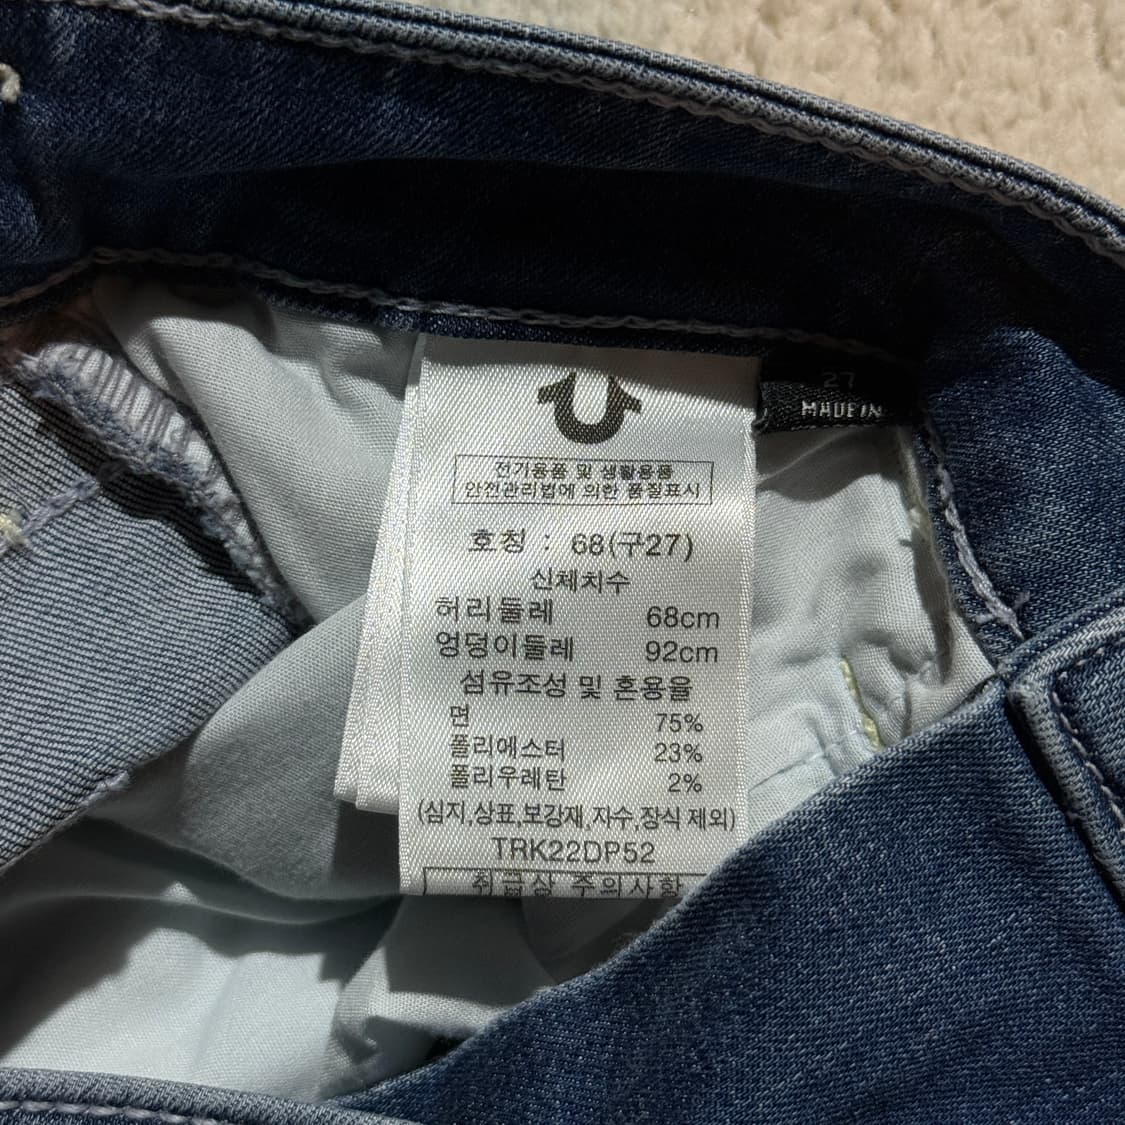 27
MADE IN
전기용품 및 생활용품
안전관리법에 의한 품질표시
호칭 : 68(구27)
신체치수
허리둘레 68cm
엉덩이둘레 92cm
섬유조성 및 혼용율
면 75%
폴리에스터 23%
폴리우레탄 2%
(심지,상표,보강재,자수,장식 제외)
TRK22DP52
취급상 주의사항